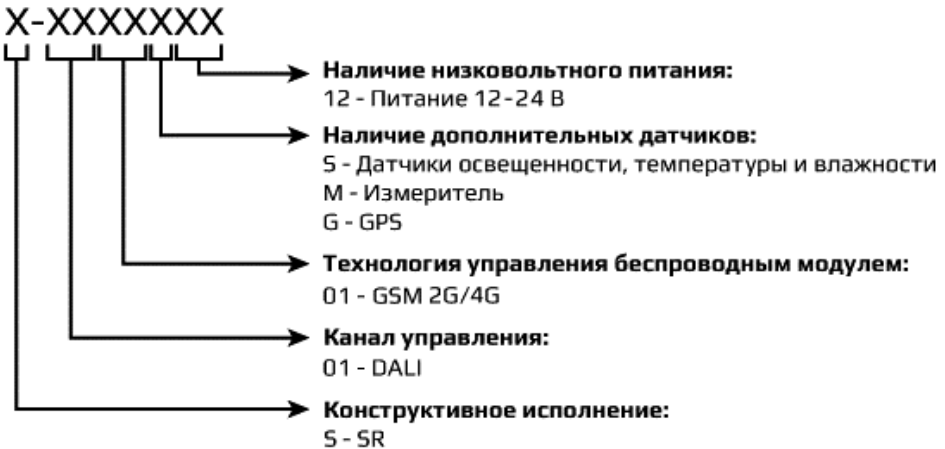 X-XXXXXXX
Наличие низковольтного питания:
12 - Питание 12-24 В
Наличие дополнительных датчиков:
S - Датчики освещенности, температуры и влажности
M - Измеритель
G - GPS
Технология управления беспроводным модулем:
01 - GSM 2G/4G
Канал управления:
01 - DALI
Конструктивное исполнение:
S - SR